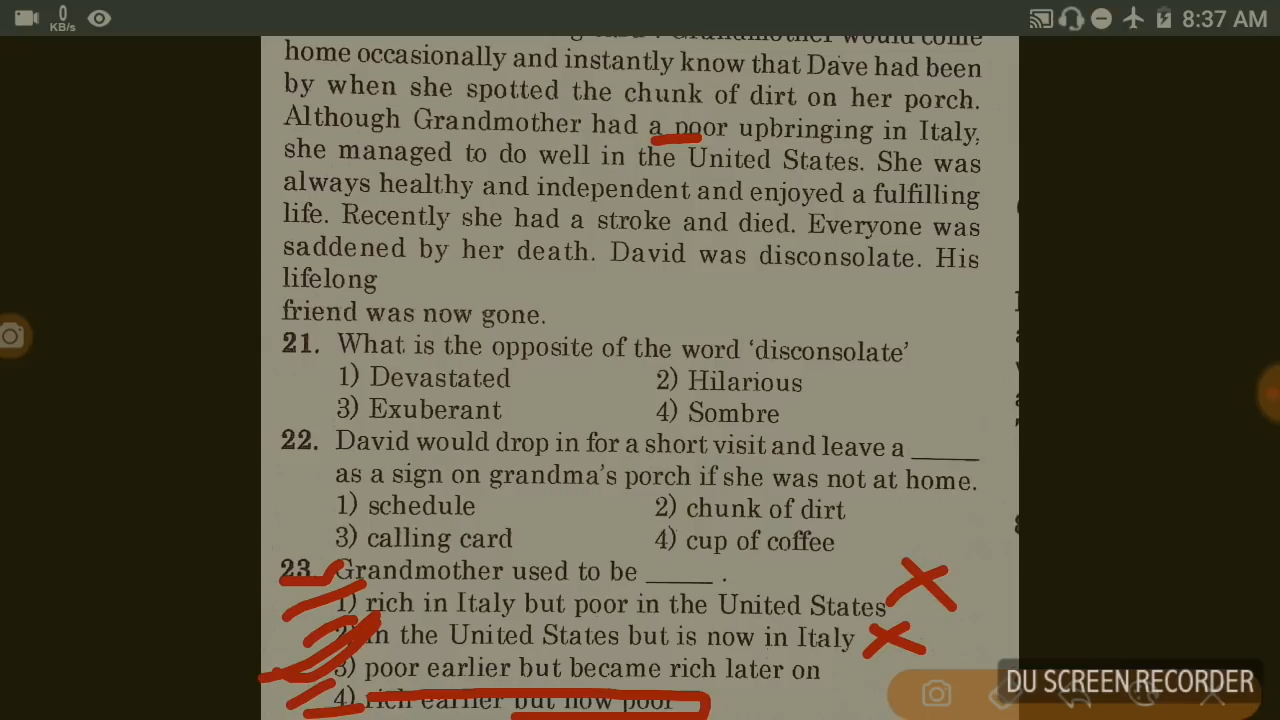 0
KB/s
8:37 AM
Grandmother would come
home occasionally and instantly know that Dave had been
by when she spotted the chunk of dirt on her porch.
Although Grandmother had a poor upbringing in Italy,
she managed to do well in the United States. She was
always healthy and independent and enjoyed a fulfilling
life. Recently she had a stroke and died. Everyone was
saddened by her death. David was disconsolate. His
lifelong
friend was now gone.
21. What is the opposite of the word ‘disconsolate’
1) Devastated 2) Hilarious
3) Exuberant 4) Sombre
22. David would drop in for a short visit and leave a _____
as a sign on grandma's porch if she was not at home.
1) schedule 2) chunk of dirt
3) calling card 4) cup of coffee
23. Grandmother used to be _____ .
1) rich in Italy but poor in the United States
2) in the United States but is now in Italy
3) poor earlier but became rich later on
4) rich earlier but now poor
DU SCREEN RECORDER